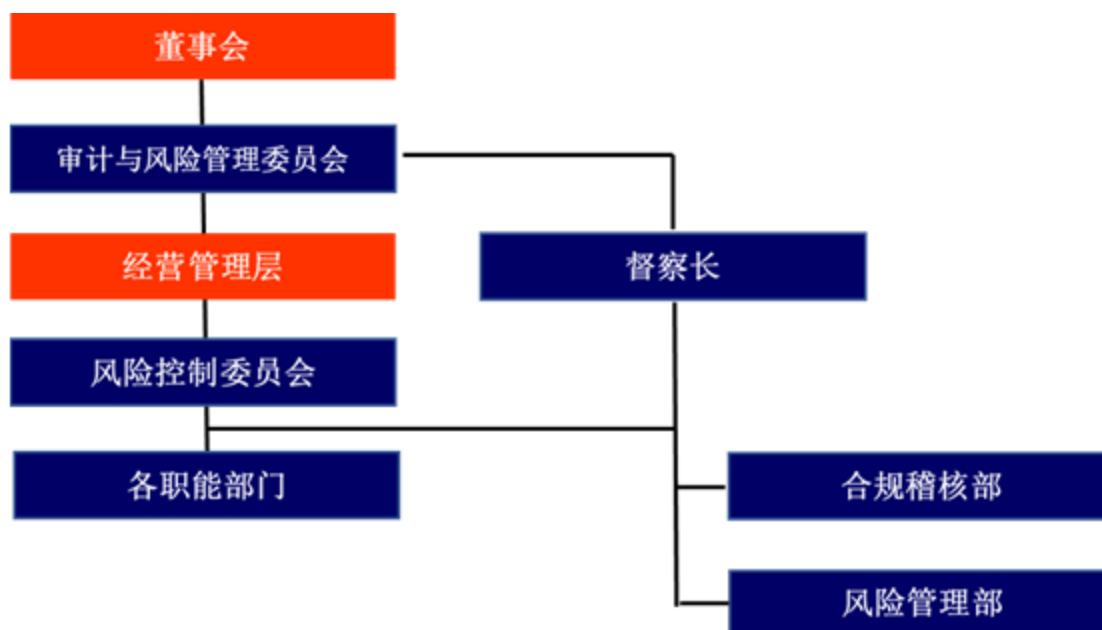 董事会
审计与风险管理委员会
经营管理层
督察长
风险控制委员会
各职能部门
合规稽核部
风险管理部